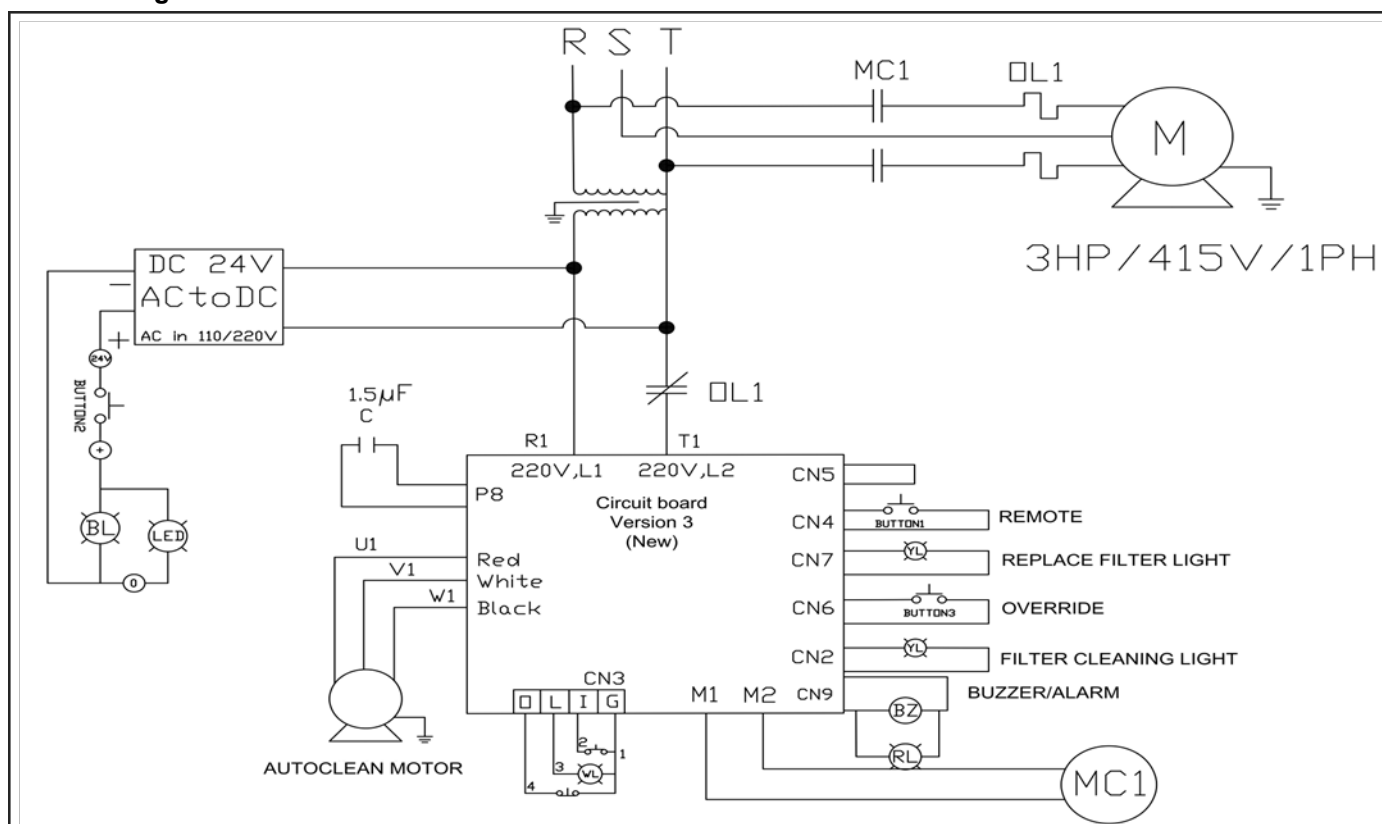 R S T
MC1
OL1
M
3HP/415V/1PH
DC 24V
−
ACtoDC
AC in 110/220V
+
24V
BUTTON2
+
BL
LED
0
OL1
1.5µF
C
R1
T1
220V,L1
220V,L2
P8
Circuit board
Version 3
(New)
CN5
CN4
BUTTON1
REMOTE
CN7
YL
REPLACE FILTER LIGHT
CN6
BUTTON3
OVERRIDE
CN2
YL
FILTER CLEANING LIGHT
CN9
BUZZER/ALARM
BZ
RL
U1
Red
V1
White
W1
Black
AUTOCLEAN MOTOR
CN3
O L I G
2
1
3
WL
4
M1
M2
MC1